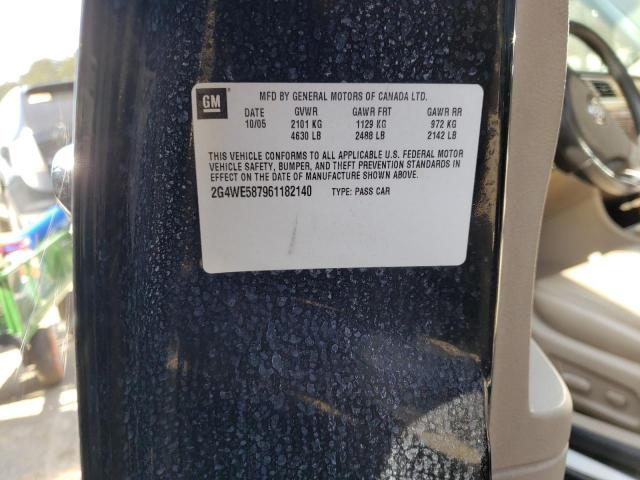 GM MFD BY GENERAL MOTORS OF CANADA LTD.
DATE GVWR GAWR FRT GAWR RR
10/05 2101 KG 1129 KG 972 KG
4630 LB 2488 LB 2142 LB
THIS VEHICLE CONFORMS TO ALL APPLICABLE U.S. FEDERAL MOTOR
VEHICLE SAFETY, BUMPER, AND THEFT PREVENTION STANDARDS IN
EFFECT ON THE DATE OF MANUFACTURE SHOWN ABOVE.
2G4WE587961182140 TYPE: PASS CAR